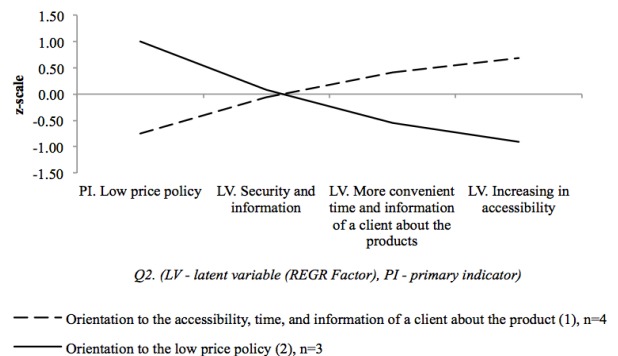 1.50
1.00
0.50
0.00
-0.50
-1.00
-1.50
z-scale
PI. Low price policy
LV. Security and
information
LV. More convenient
time and information
of a client about the
products
LV. Increasing in
accessibility
Q2. (LV - latent variable (REGR Factor), PI - primary indicator)
Orientation to the accessibility, time, and information of a client about the product (1), n=4
Orientation to the low price policy (2), n=3